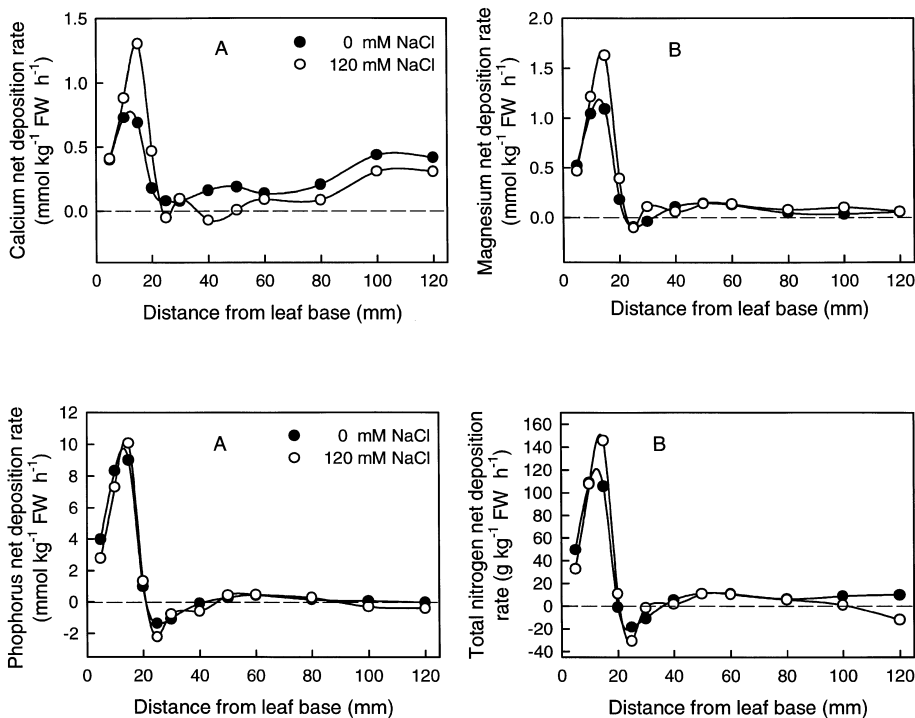 Calcium net deposition rate
(mmol kg⁻¹ FW h⁻¹)
1.5
1.0
0.5
0.0
A
0 mM NaCl
120 mM NaCl
0 20 40 60 80 100 120
Distance from leaf base (mm)
Magnesium net deposition rate
(mmol kg⁻¹ FW h⁻¹)
2.0
1.5
1.0
0.5
0.0
B
0 20 40 60 80 100 120
Distance from leaf base (mm)
Phophorus net deposition rate
(mmol kg⁻¹ FW h⁻¹)
12
10
8
6
4
2
0
-2
A
0 mM NaCl
120 mM NaCl
0 20 40 60 80 100 120
Distance from leaf base (mm)
Total nitrogen net deposition
rate (g kg⁻¹ FW h⁻¹)
160
140
120
100
80
60
40
20
0
-20
-40
B
0 20 40 60 80 100 120
Distance from leaf base (mm)